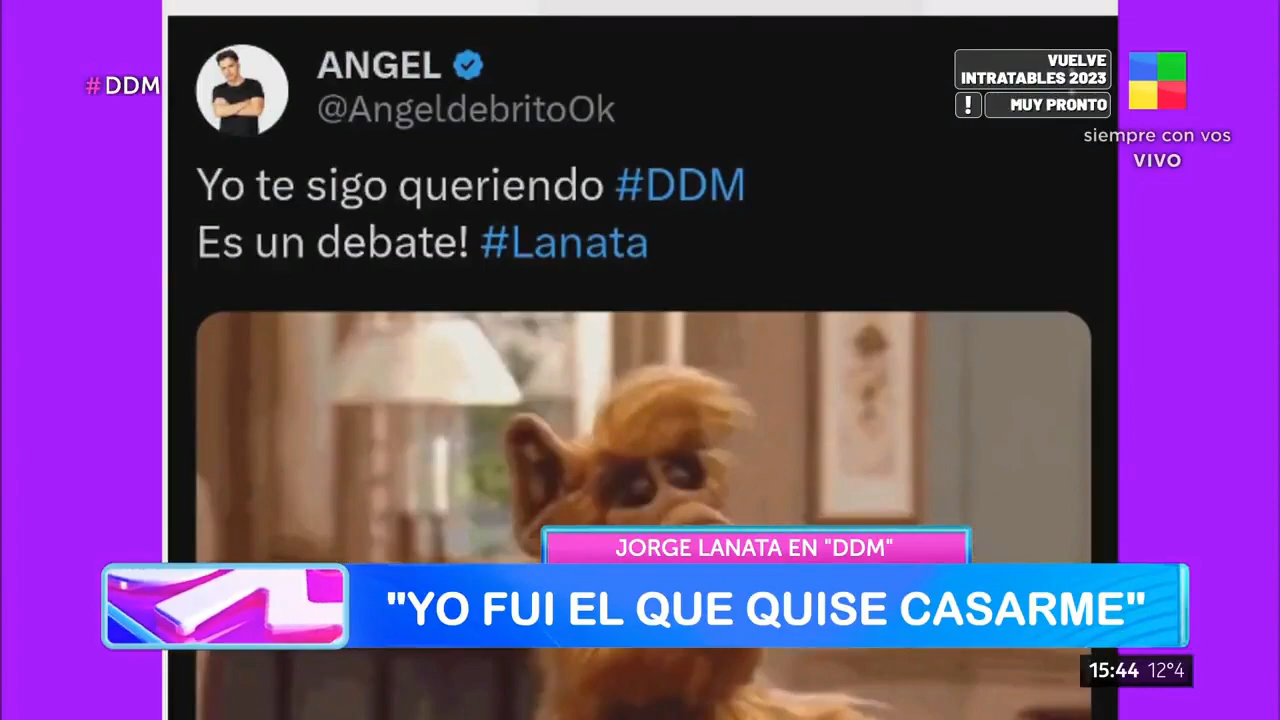 #DDM
ANGEL
@AngeldebritoOk
Yo te sigo queriendo #DDM
Es un debate! #Lanata
VUELVE
INTRATABLES 2023
! MUY PRONTO
siempre con vos
VIVO
JORGE LANATA EN "DDM"
"YO FUI EL QUE QUISE CASARME"
15:44 12°4